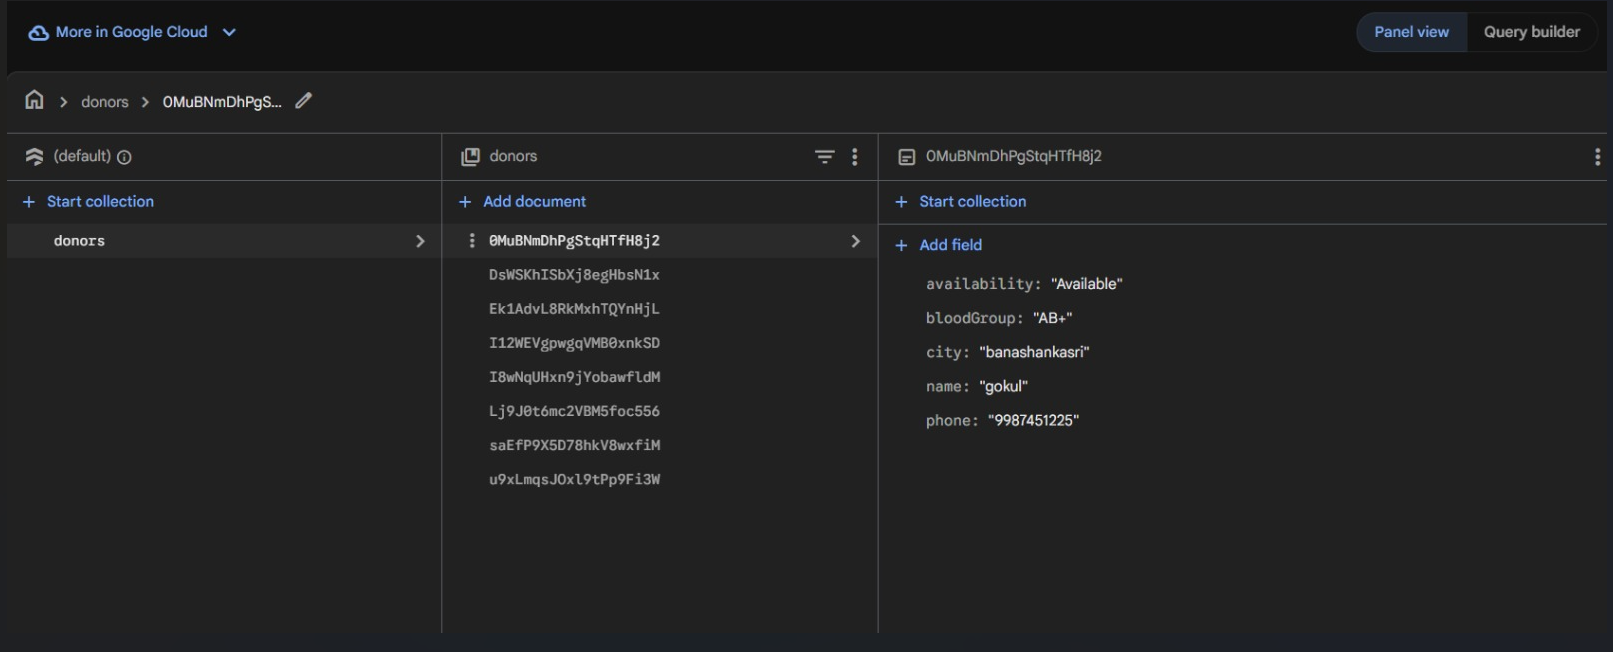 More in Google Cloud
Panel view
Query builder
donors
0MuBNmDhPgS...
(default)
donors
0MuBNmDhPgStqHTfH8j2
Start collection
Add document
Start collection
donors
0MuBNmDhPgStqHTfH8j2
DsWSKhISbXj8egHbsN1x
Ek1AdvL8RkMxhTQYnHjL
I12WEVgpwgqVMB0xnkSD
I8wNqUHxn9jYobawfldM
Lj9J0t6mc2VBM5foc556
saEfP9X5D78hkV8wxfiM
u9xLmqsJOxl9tPp9Fi3W
Add field
availability: "Available"
bloodGroup: "AB+"
city: "banashankasri"
name: "gokul"
phone: "9987451225"